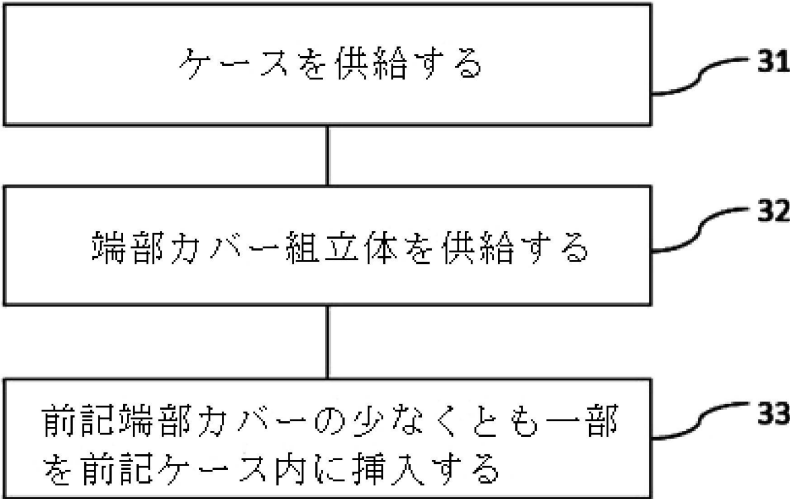 ケースを供給する
31
端部カバー組立体を供給する
32
前記端部カバーの少なくとも一部
を前記ケース内に挿入する
33